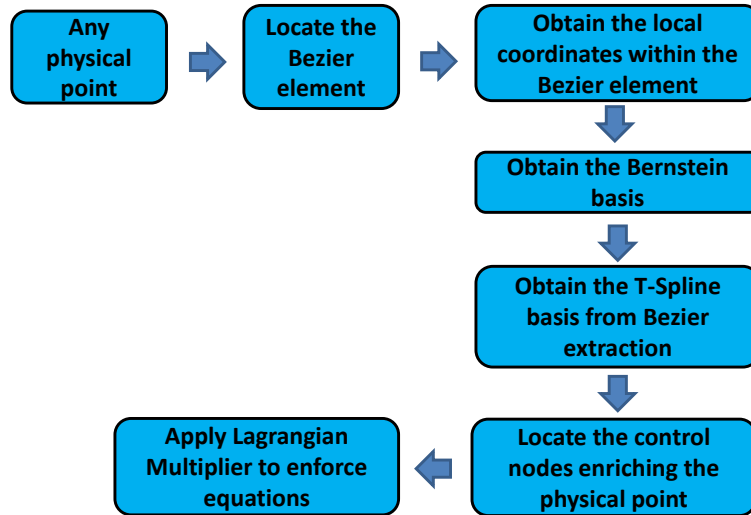 Any
physical
point
Locate the
Bezier
element
Obtain the local
coordinates within the
Bezier element
Obtain the Bernstein
basis
Obtain the T-Spline
basis from Bezier
extraction
Locate the control
nodes enriching the
physical point
Apply Lagrangian
Multiplier to enforce
equations